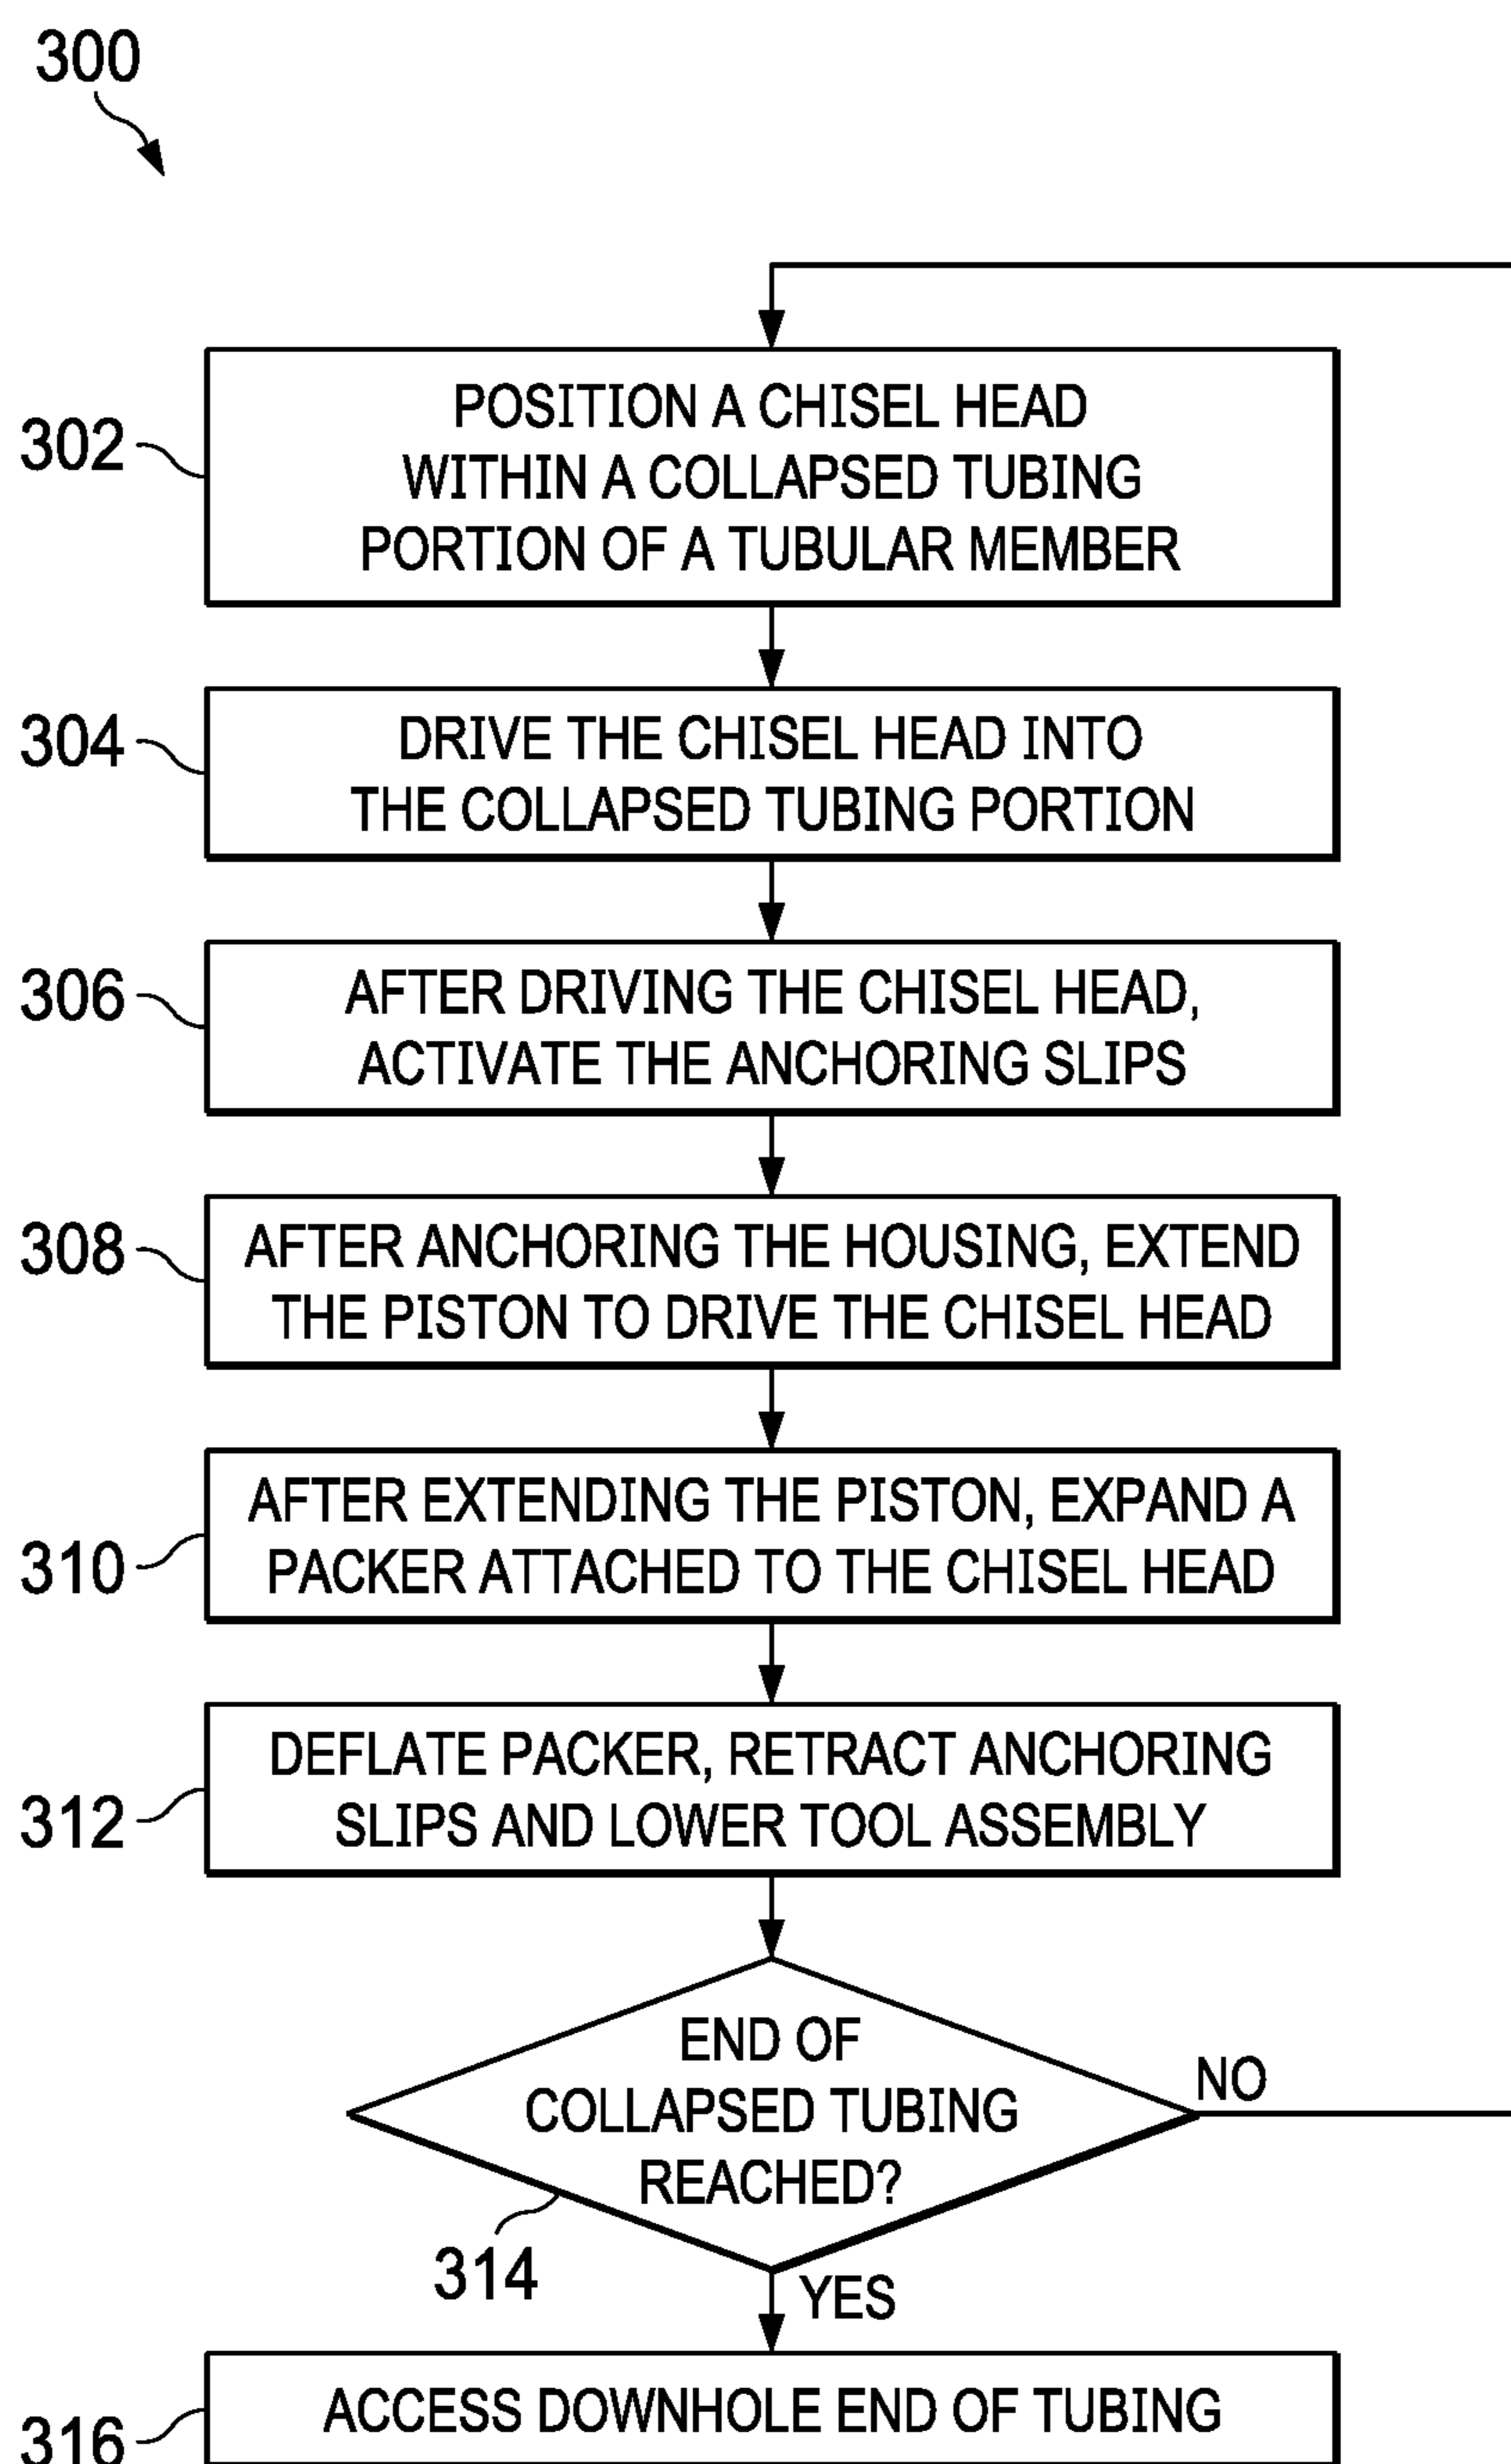 300
302
POSITION A CHISEL HEAD
WITHIN A COLLAPSED TUBING
PORTION OF A TUBULAR MEMBER
304
DRIVE THE CHISEL HEAD INTO
THE COLLAPSED TUBING PORTION
306
AFTER DRIVING THE CHISEL HEAD,
ACTIVATE THE ANCHORING SLIPS
308
AFTER ANCHORING THE HOUSING, EXTEND
THE PISTON TO DRIVE THE CHISEL HEAD
310
AFTER EXTENDING THE PISTON, EXPAND A
PACKER ATTACHED TO THE CHISEL HEAD
312
DEFLATE PACKER, RETRACT ANCHORING
SLIPS AND LOWER TOOL ASSEMBLY
END OF
COLLAPSED TUBING
REACHED?
NO
314
YES
316
ACCESS DOWNHOLE END OF TUBING